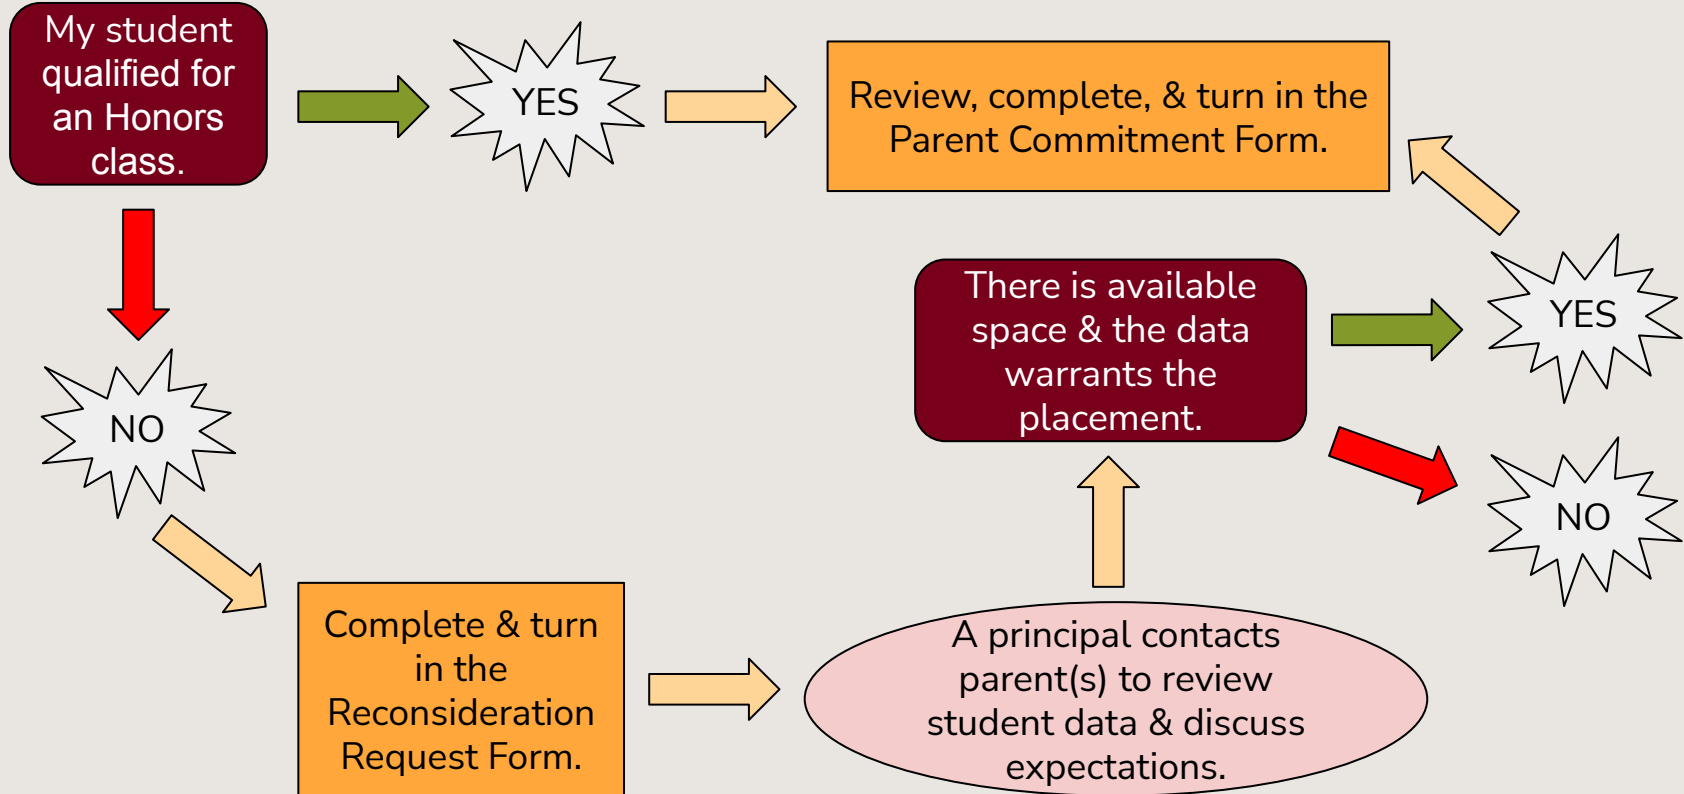 My student
qualified for
an Honors
class.
YES
Review, complete, & turn in the
Parent Commitment Form.
There is available
space & the data
warrants the
placement.
YES
NO
NO
Complete & turn
in the
Reconsideration
Request Form.
A principal contacts
parent(s) to review
student data & discuss
expectations.